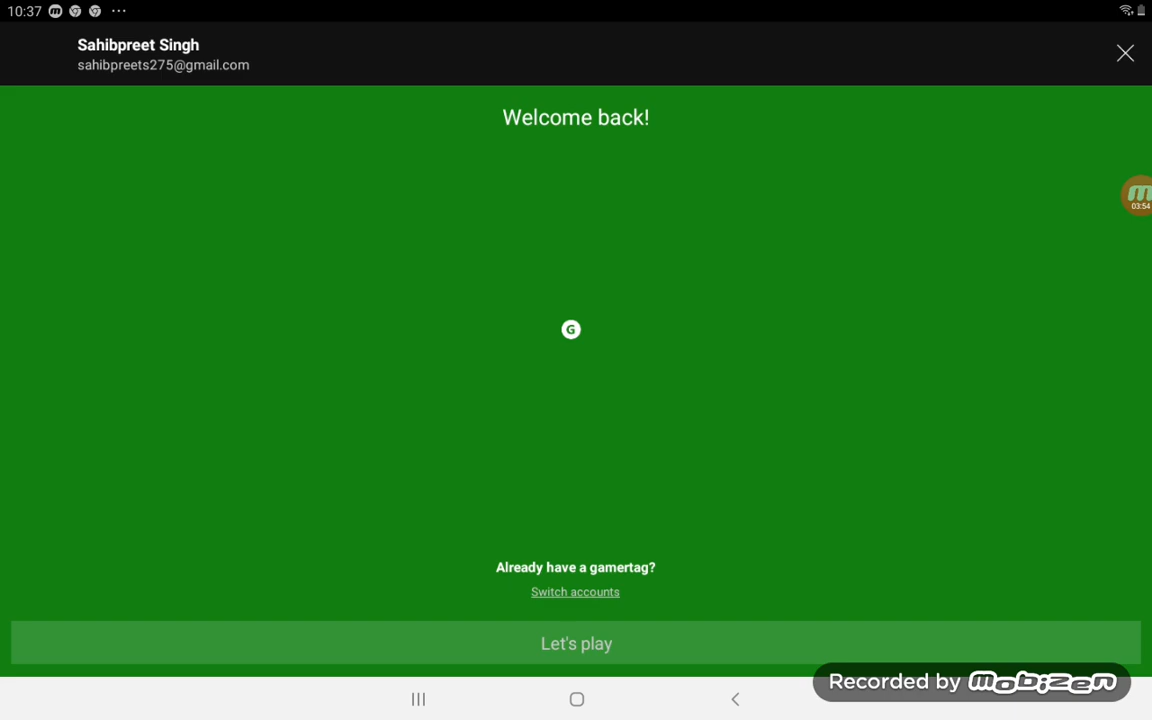 10:37
Sahibpreet Singh
sahibpreets275@gmail.com
Welcome back!
03:54
G
Already have a gamertag?
Switch accounts
Let's play
Recorded by mobizen